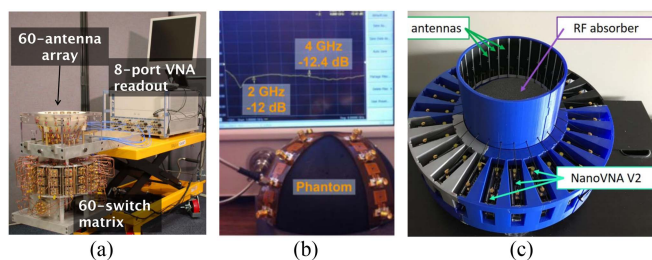 60-antenna
array
8-port VNA
readout
60-switch
matrix
4 GHz
-12.4 dB
2 GHz
-12 dB
Phantom
antennas
RF absorber
NanoVNA V2
(a)
(b)
(c)